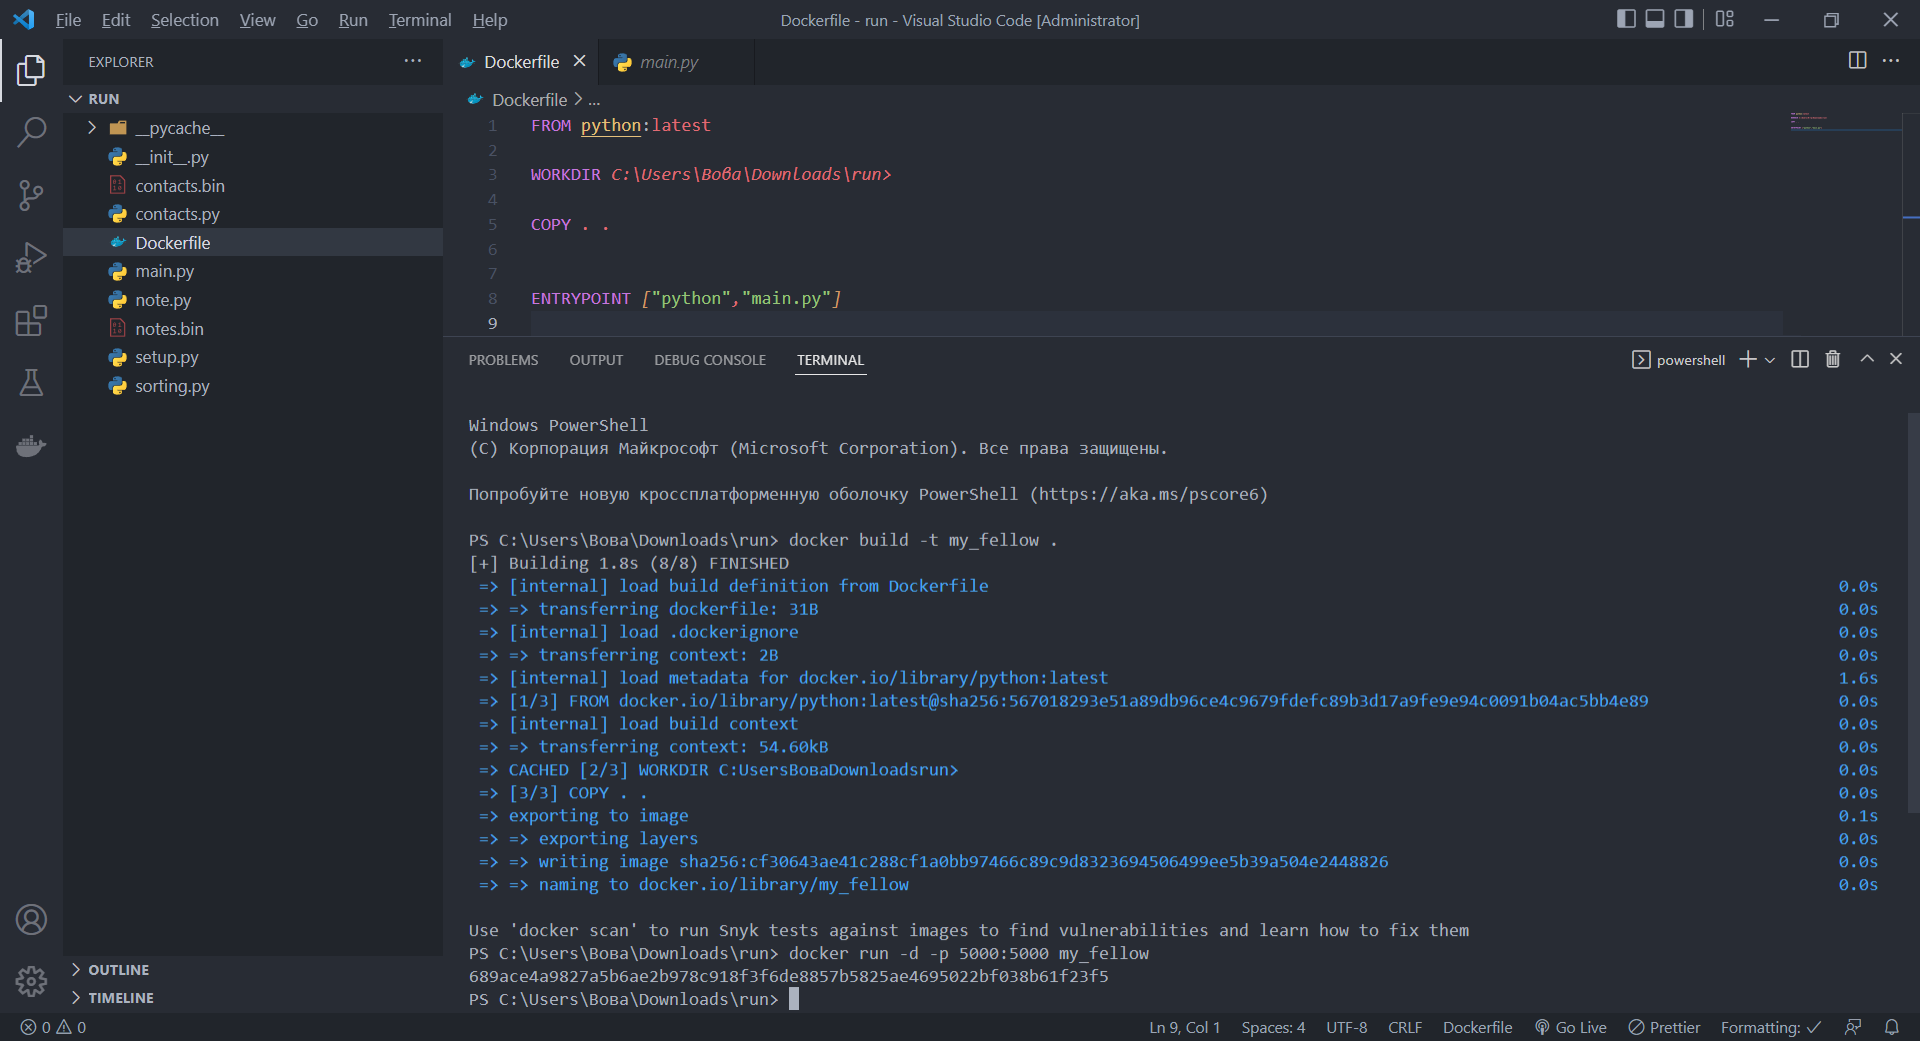 File Edit Selection View Go Run Terminal Help
Dockerfile - run - Visual Studio Code [Administrator]
EXPLORER
RUN
__pycache__
__init__.py
contacts.bin
contacts.py
Dockerfile
main.py
note.py
notes.bin
setup.py
sorting.py
OUTLINE
TIMELINE
Dockerfile main.py
Dockerfile > ...
1 FROM python:latest
2
3 WORKDIR C:\Users\Вова\Downloads\run>
4
5 COPY . .
6
7
8 ENTRYPOINT ["python","main.py"]
9
PROBLEMS OUTPUT DEBUG CONSOLE TERMINAL
powershell
Windows PowerShell
(C) Корпорация Майкрософт (Microsoft Corporation). Все права защищены.
Попробуйте новую кроссплатформенную оболочку PowerShell (https://aka.ms/pscore6)
PS C:\Users\Вова\Downloads\run> docker build -t my_fellow .
[+] Building 1.8s (8/8) FINISHED
=> [internal] load build definition from Dockerfile 0.0s
=> => transferring dockerfile: 31B 0.0s
=> [internal] load .dockerignore 0.0s
=> => transferring context: 2B 0.0s
=> [internal] load metadata for docker.io/library/python:latest 1.6s
=> [1/3] FROM docker.io/library/python:latest@sha256:567018293e51a89db96ce4c9679fdefc89b3d17a9fe9e94c0091b04ac5bb4e89 0.0s
=> [internal] load build context 0.0s
=> => transferring context: 54.60kB 0.0s
=> CACHED [2/3] WORKDIR C:UsersВоваDownloadsrun> 0.0s
=> [3/3] COPY . . 0.0s
=> exporting to image 0.1s
=> => exporting layers 0.0s
=> => writing image sha256:cf30643ae41c288cf1a0bb97466c89c9d8323694506499ee5b39a504e2448826 0.0s
=> => naming to docker.io/library/my_fellow 0.0s
Use 'docker scan' to run Snyk tests against images to find vulnerabilities and learn how to fix them
PS C:\Users\Вова\Downloads\run> docker run -d -p 5000:5000 my_fellow
689ace4a9827a5b6ae2b978c918f3f6de8857b5825ae4695022bf038b61f23f5
PS C:\Users\Вова\Downloads\run>
0 0
Ln 9, Col 1 Spaces: 4 UTF-8 CRLF Dockerfile Go Live Prettier Formatting: ✓